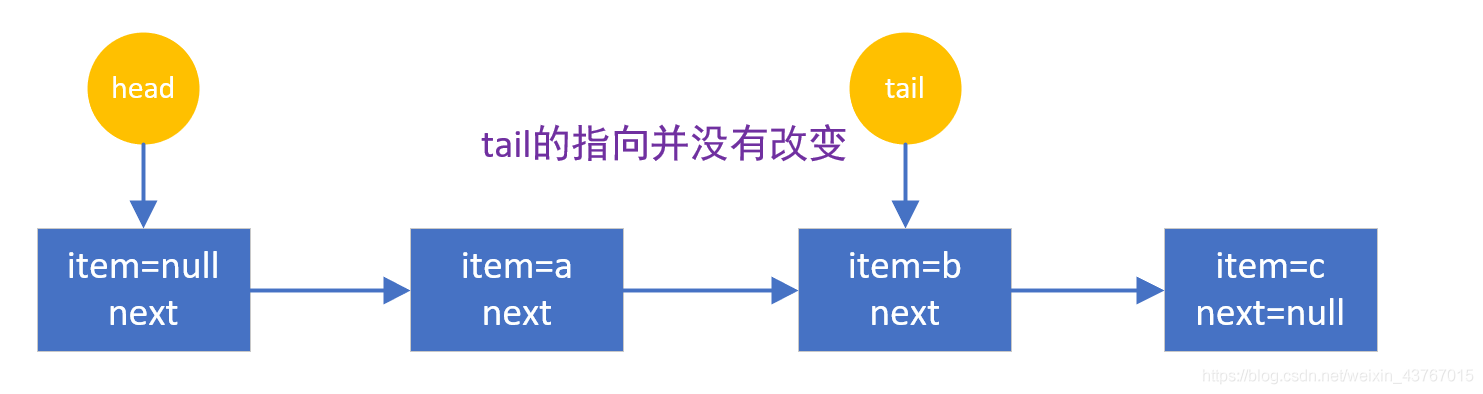 head
tail
tail的指向并没有改变
item=null
next
item=a
next
item=b
next
item=c
next=null
https://blog.csdn.net/weixin_43767015